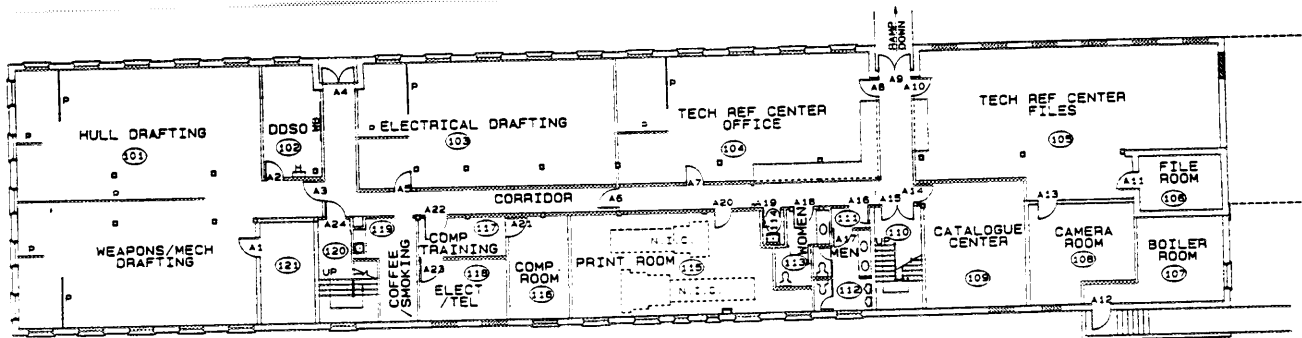 RAMP
DOWN
A4
A8
A9
A10
P
P
P
HULL DRAFTING
101
DDSO
102
ELECTRICAL DRAFTING
103
TECH REF CENTER
OFFICE
104
TECH REF CENTER
FILES
105
FILE
ROOM
106
A2
A3
A5
A6
A7
A11
A13
A14
CORRIDOR
A24
A22
A21
A20
A19
A18
A16
A15
WEAPONS/MECH
DRAFTING
A1
121
120
UP
119
COFFEE
/SMOKING
COMP
TRAINING
117
A23
118
ELECT
/TEL
COMP
ROOM
116
PRINT ROOM
115
N.I.C.
N.I.C.
114
WOMEN
113
111
A17
MEN
112
110
UP
CATALOGUE
CENTER
109
CAMERA
ROOM
108
BOILER
ROOM
107
A12
P